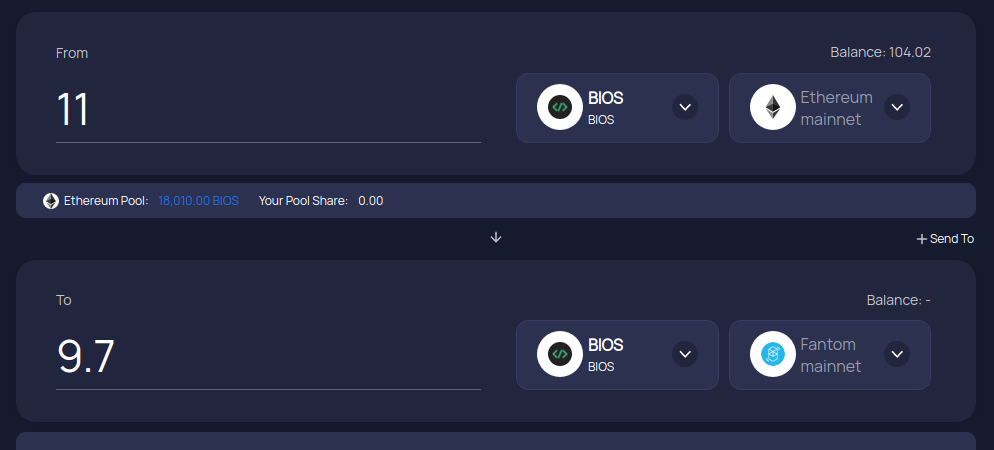 From
Balance: 104.02
11
BIOS
BIOS
Ethereum
mainnet
Ethereum Pool: 18,010.00 BIOS Your Pool Share: 0.00
Send To
To
Balance: -
9.7
BIOS
BIOS
Fantom
mainnet